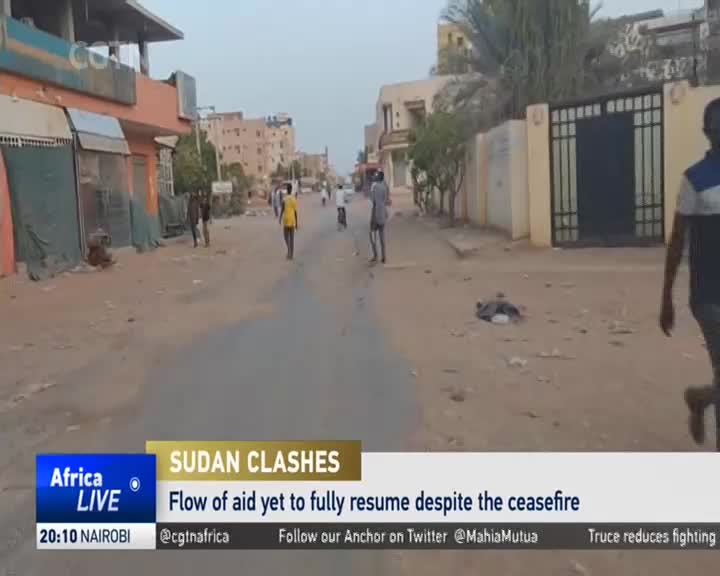 CGTN
SUDAN CLASHES
Africa
LIVE
Flow of aid yet to fully resume despite the ceasefire
20:10 NAIROBI
@cgtnafrica
Follow our Anchor on Twitter @MahiaMutua
Truce reduces fighting